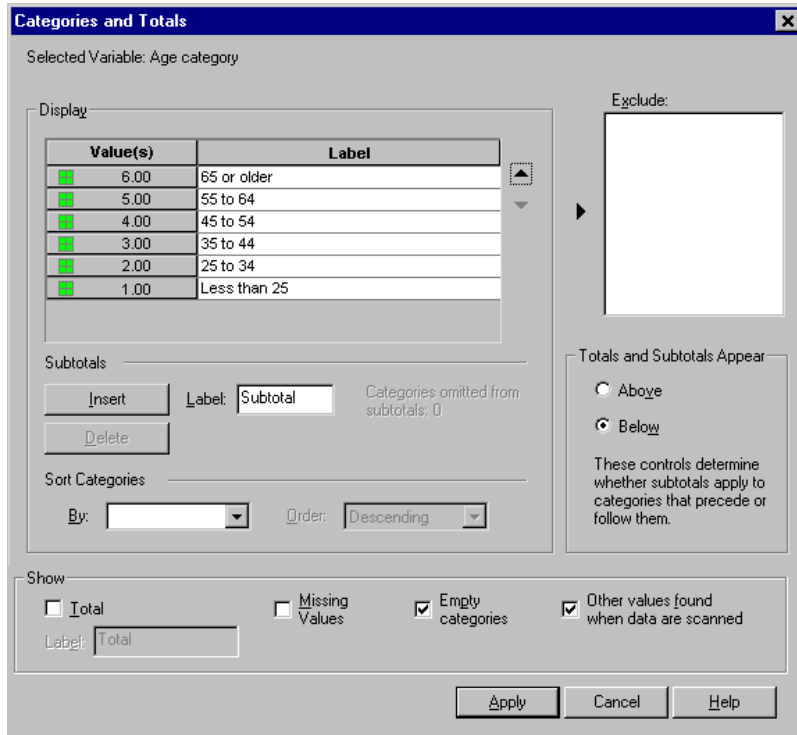 Categories and Totals
Selected Variable: Age category
Display
Value(s) Label
6.00 65 or older
5.00 55 to 64
4.00 45 to 54
3.00 35 to 44
2.00 25 to 34
1.00 Less than 25
Exclude:
Subtotals
Insert Label: Subtotal
Categories omitted from
subtotals: 0
Delete
Sort Categories
By: Order: Descending
Totals and Subtotals Appear
Above
Below
These controls determine
whether subtotals apply to
categories that precede or
follow them.
Show
Total
Label: Total
Missing
Values
Empty
categories
Other values found
when data are scanned
Apply Cancel Help